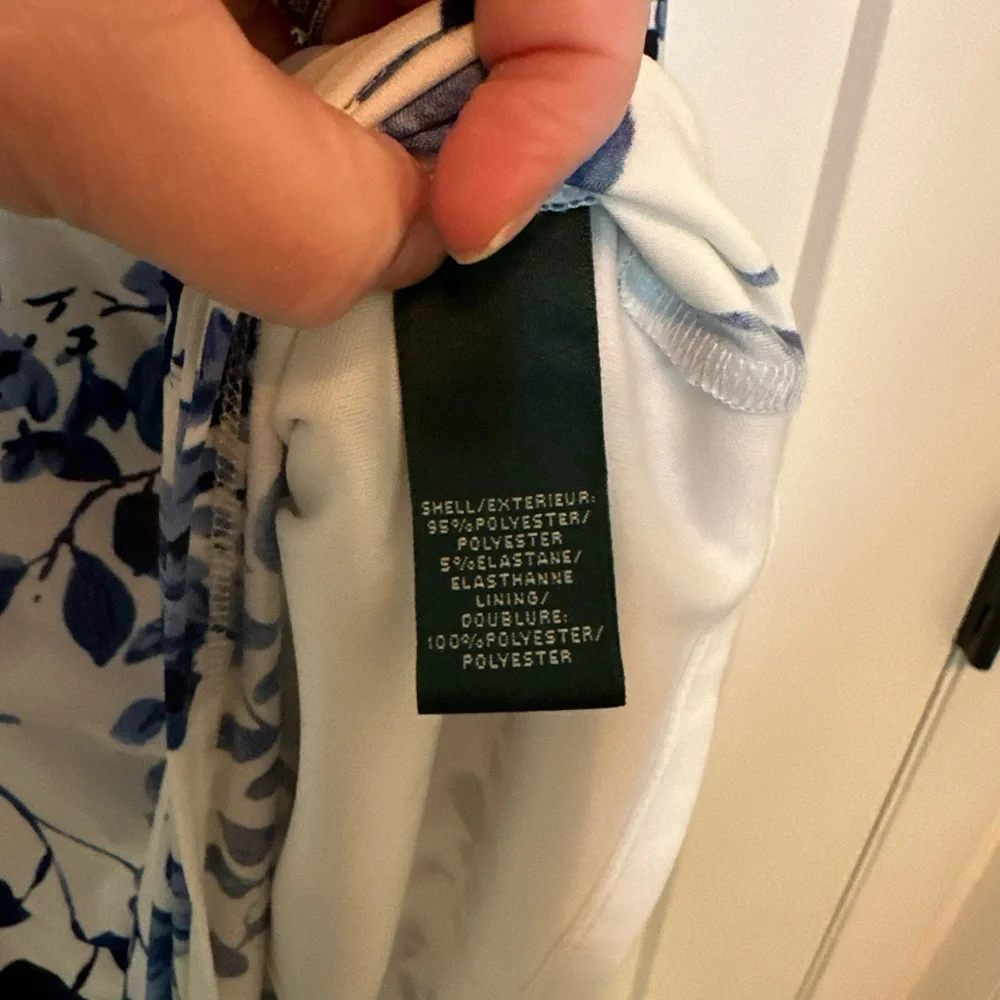 SHELL/EXTERIEUR:
95%POLYESTER/
POLYESTER
5%ELASTANE/
ELASTHANNE
LINING/
DOUBLURE:
100%POLYESTER/
POLYESTER